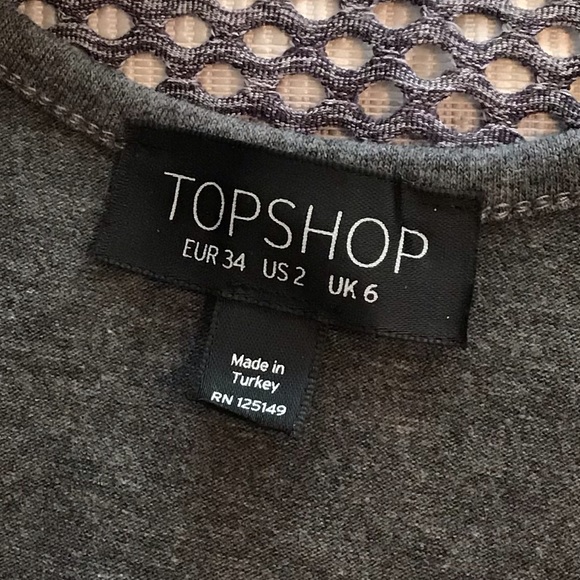 TOPSHOP
EUR 34 US 2 UK 6
Made in
Turkey
RN 125149